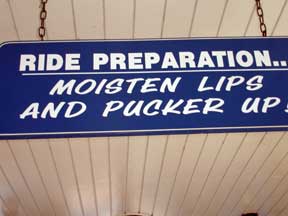 RIDE PREPARATION..
MOISTEN LIPS
AND PUCKER UP!